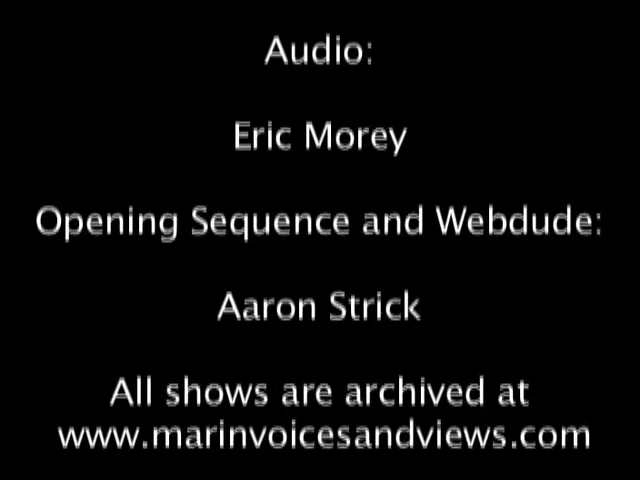 Audio:
Eric Morey
Opening Sequence and Webdude:
Aaron Strick
All shows are archived at
www.marinvoicesandviews.com